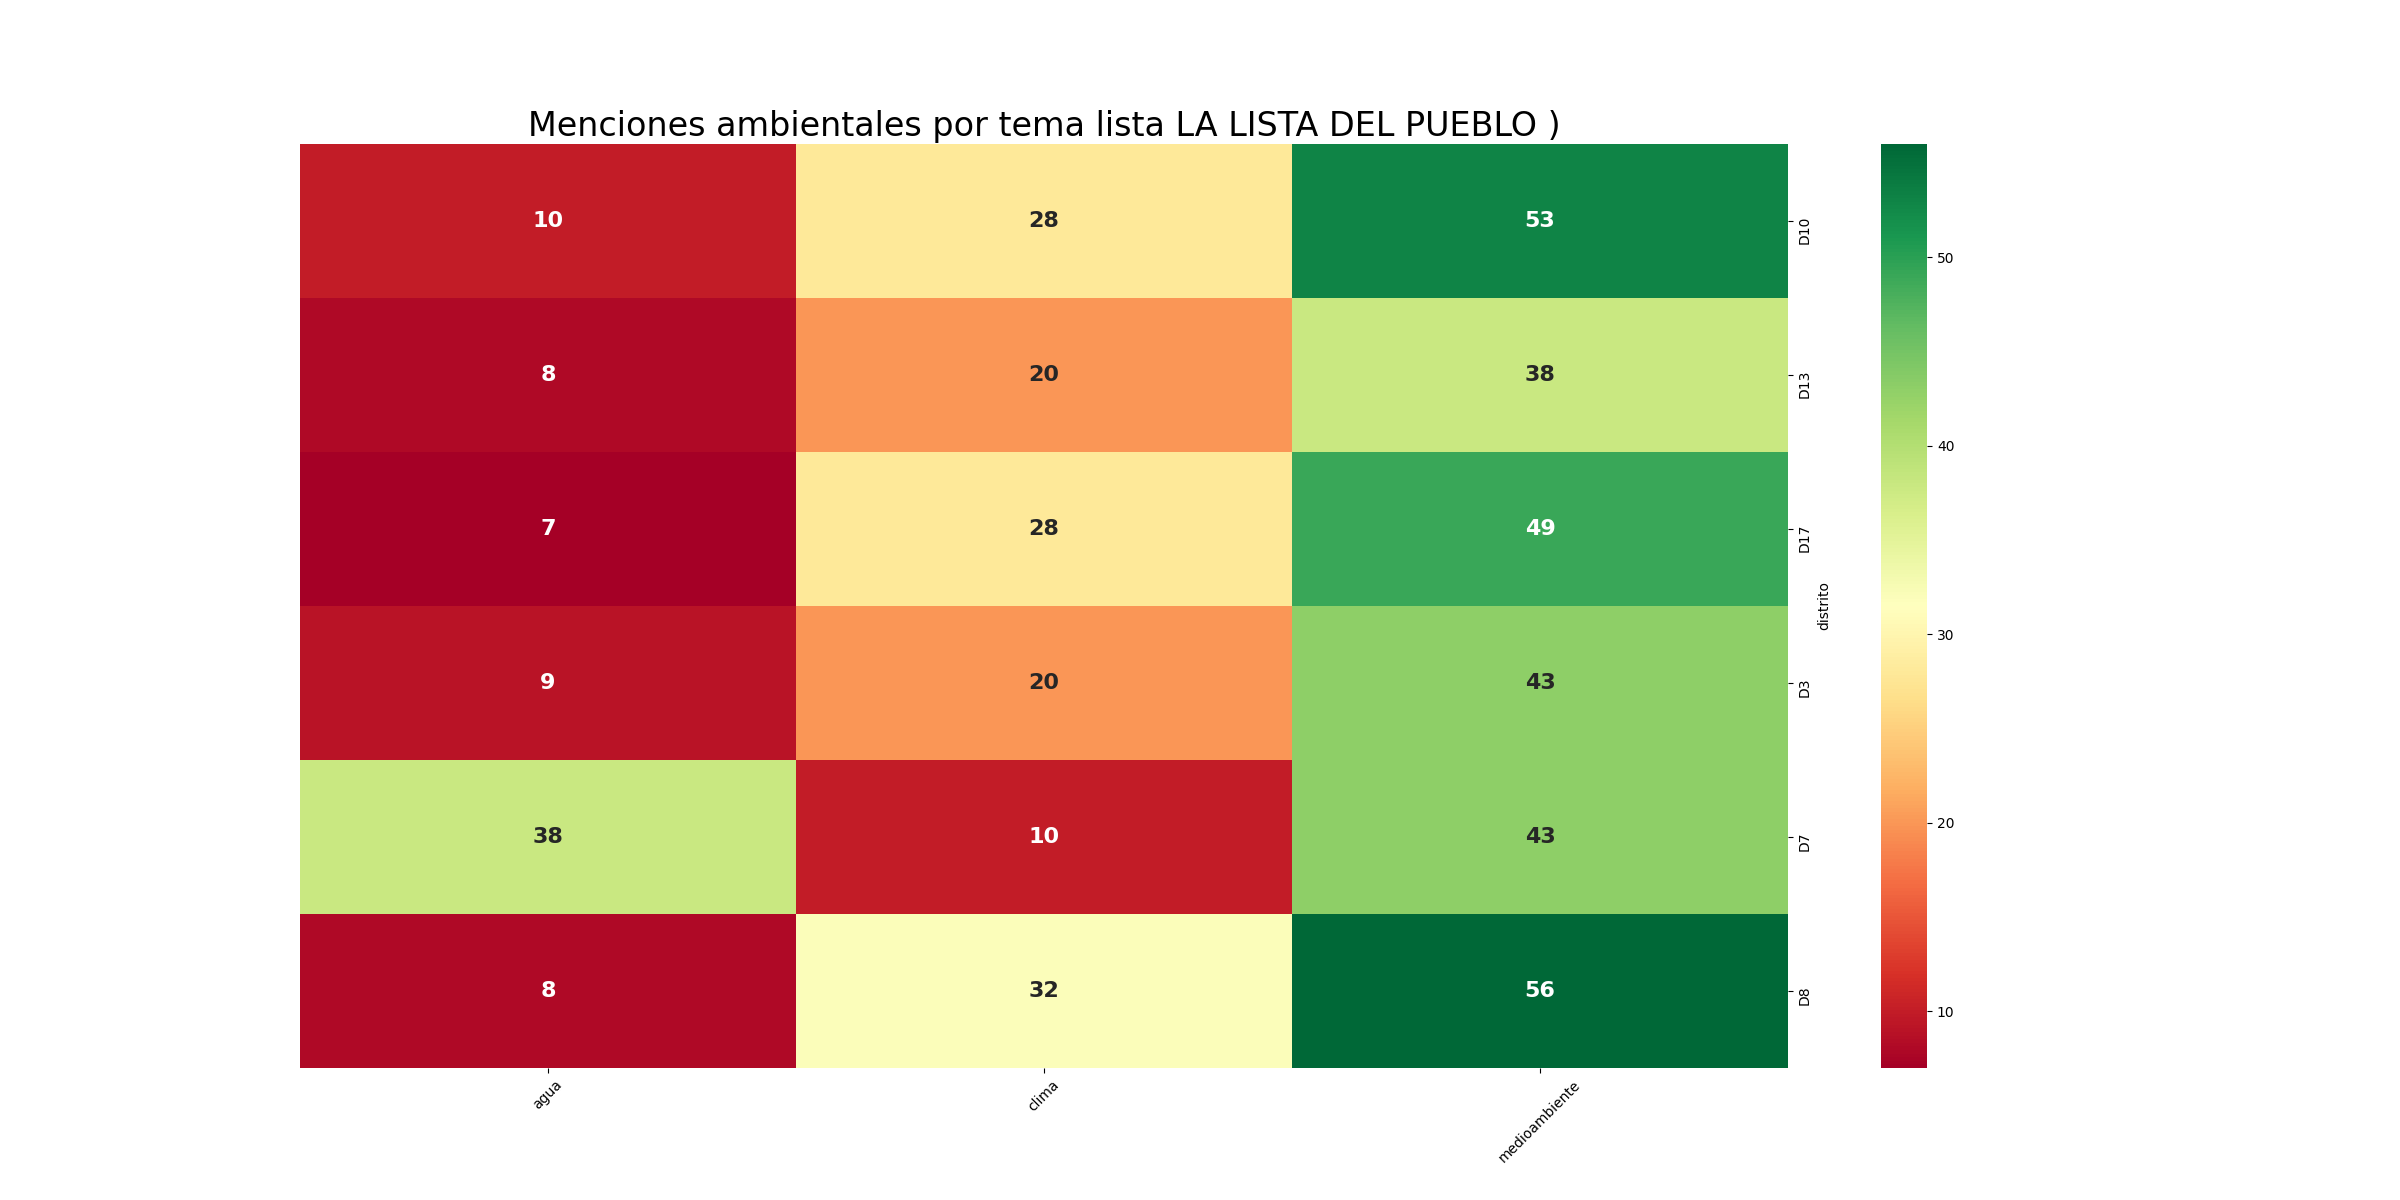 Menciones ambientales por tema lista LA LISTA DEL PUEBLO )
10 28 53 D10
8 20 38 D13
7 28 49 D17
distrito
9 20 43 D3
38 10 43 D7
8 32 56 D8
agua clima medioambiente
50
40
30
20
10